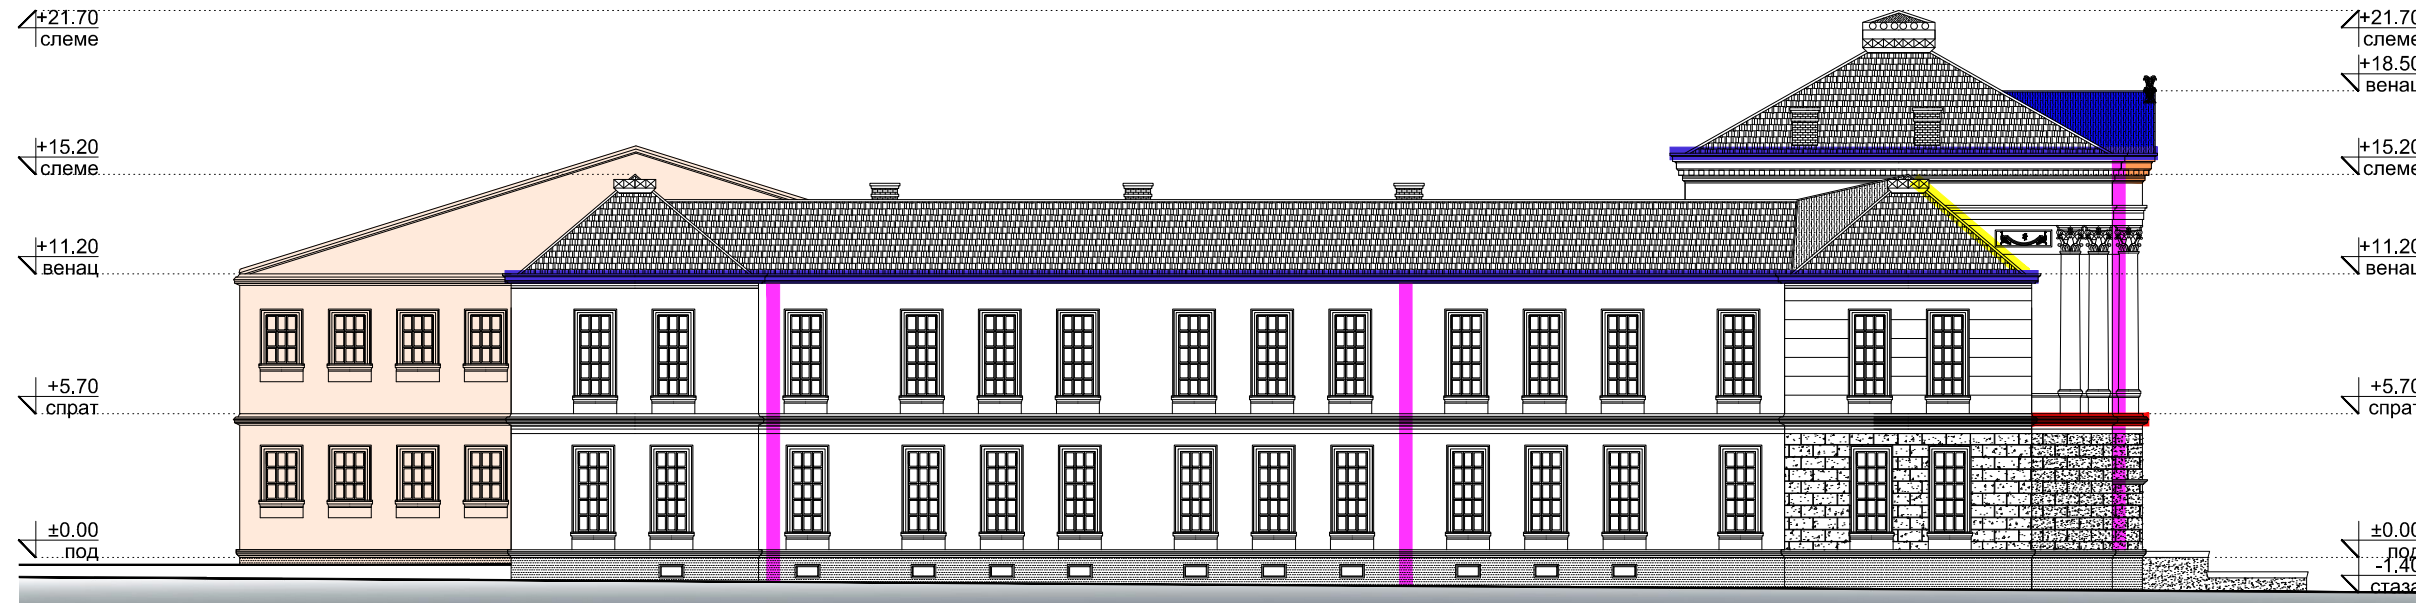 +21.70
слеме
+15.20
слеме
+11.20
венац
+5.70
спрат
±0.00
под
+21.70
слеме
+18.50
венац
+15.20
слеме
+11.20
венац
+5.70
спрат
±0.00
под
-1.40
стаза